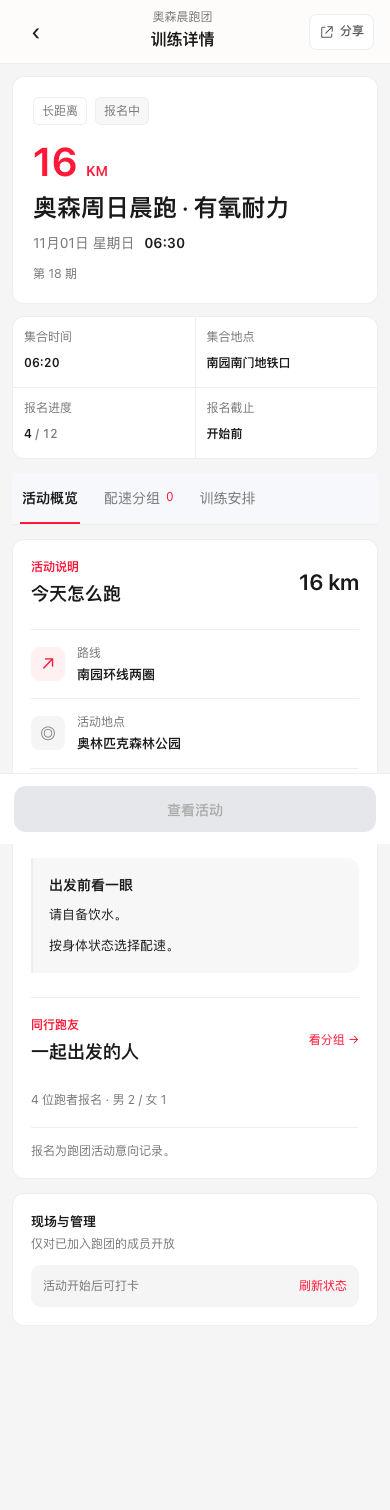 奥森晨跑团
训练详情
分享
长距离 报名中
16 KM
奥森周日晨跑 · 有氧耐力
11月01日 星期日 06:30
第 18 期
集合时间
06:20
集合地点
南园南门地铁口
报名进度
4 / 12
报名截止
开始前
活动概览 配速分组 0 训练安排
活动说明
今天怎么跑
16 km
路线
南园环线两圈
活动地点
奥林匹克森林公园
查看活动
出发前看一眼
请自备饮水。
按身体状态选择配速。
同行跑友
一起出发的人
看分组 →
4 位跑者报名 · 男 2 / 女 1
报名为跑团活动意向记录。
现场与管理
仅对已加入跑团的成员开放
活动开始后可打卡 刷新状态